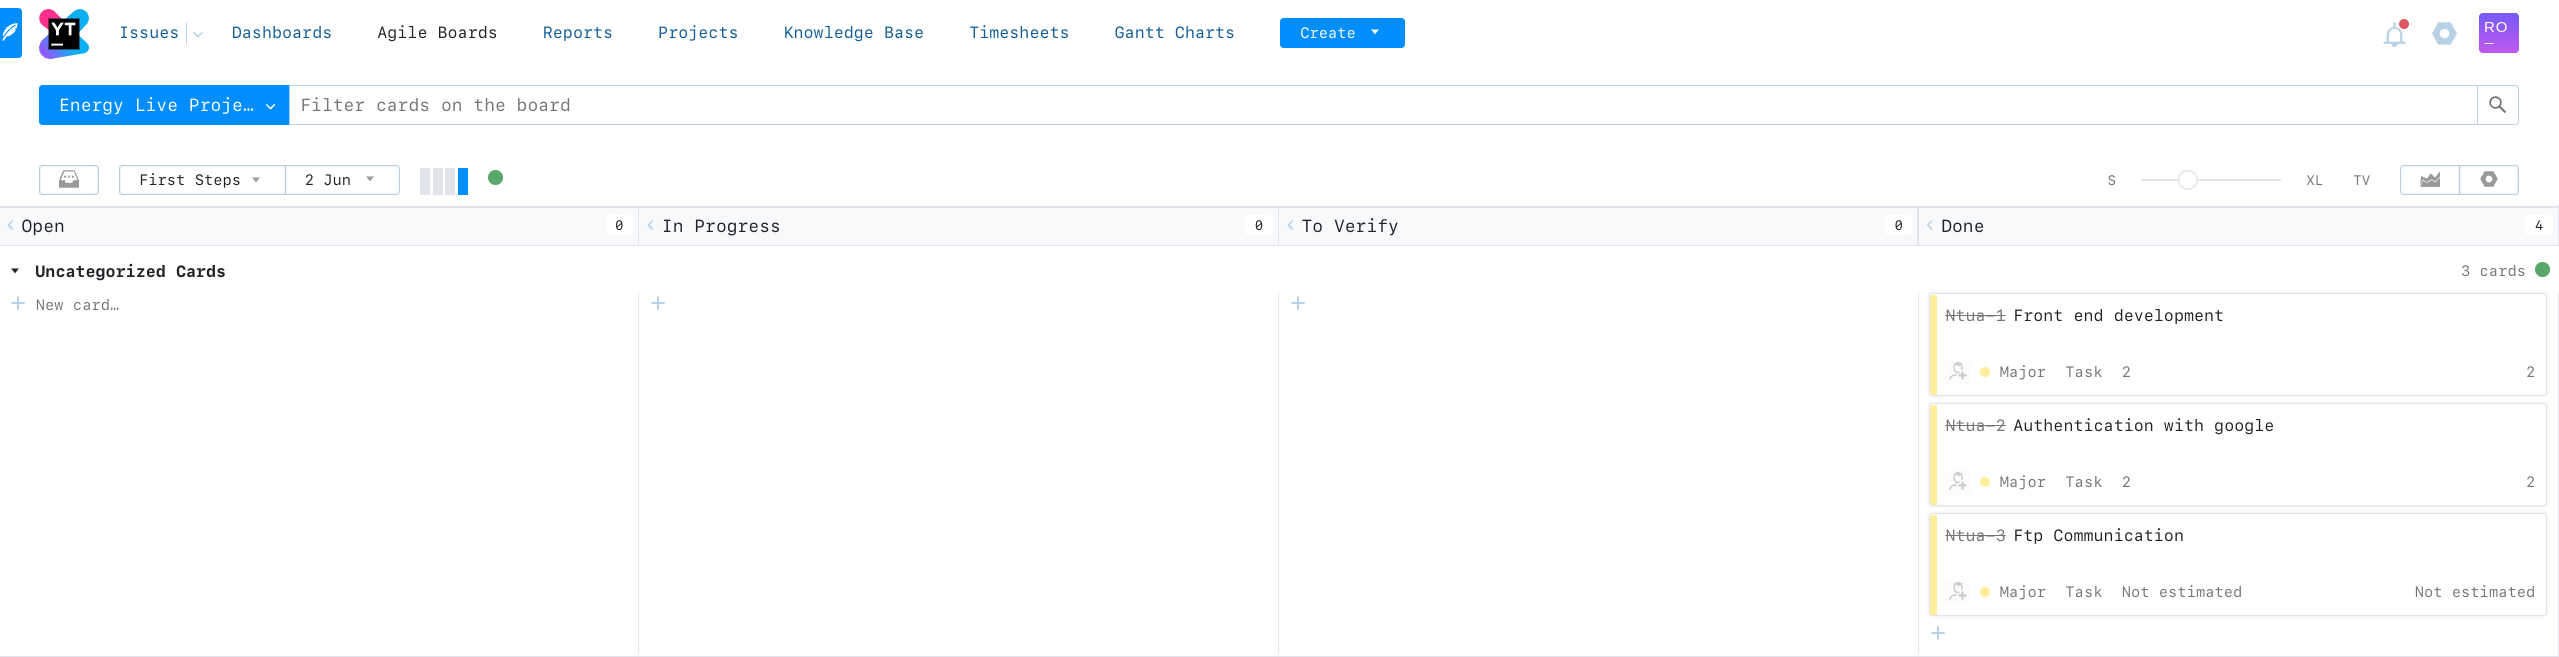 YT Issues Dashboards Agile Boards Reports Projects Knowledge Base Timesheets Gantt Charts Create RO
Energy Live Proje… Filter cards on the board
First Steps 2 Jun S XL TV
Open 0 In Progress 0 To Verify 0 Done 4
Uncategorized Cards 3 cards
New card…
Ntua-1 Front end development
Major Task 2 2
Ntua-2 Authentication with google
Major Task 2 2
Ntua-3 Ftp Communication
Major Task Not estimated Not estimated